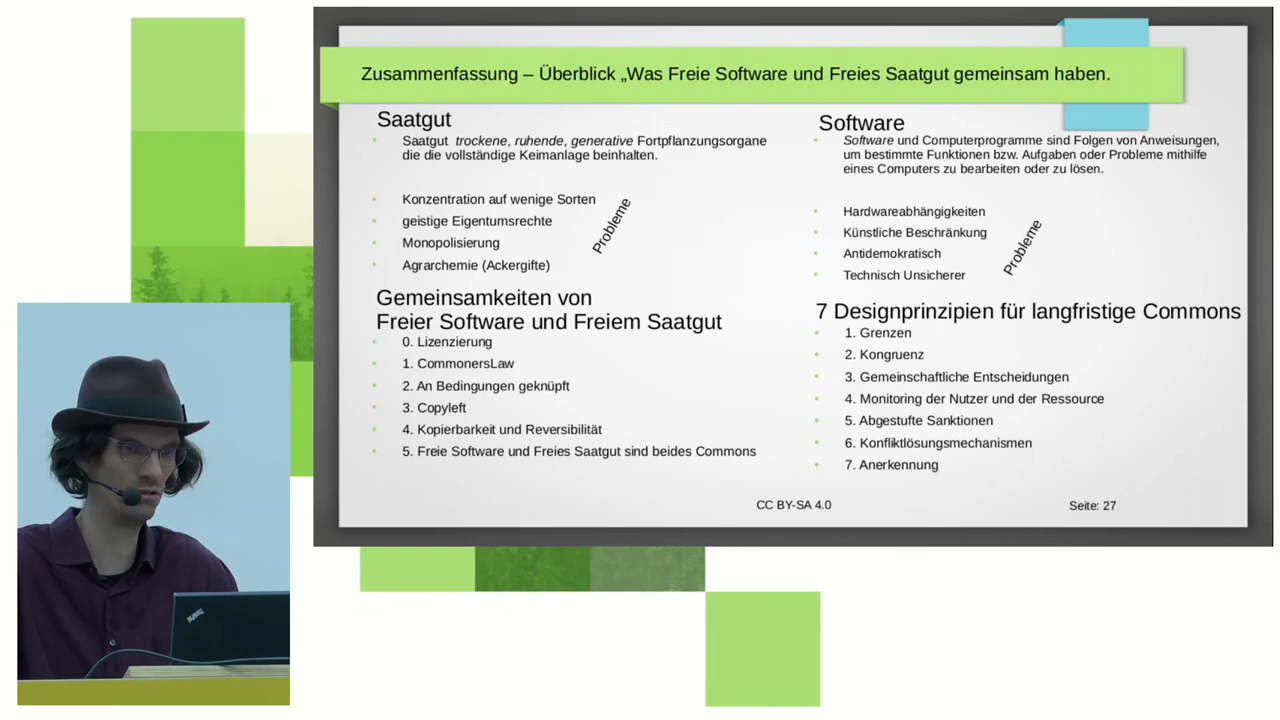 Zusammenfassung – Überblick „Was Freie Software und Freies Saatgut gemeinsam haben.
Saatgut
Saatgut trockene, ruhende, generative Fortpflanzungsorgane
die die vollständige Keimanlage beinhalten.
Konzentration auf wenige Sorten
geistige Eigentumsrechte
Monopolisierung
Agrarchemie (Ackergifte)
Probleme
Software
Software und Computerprogramme sind Folgen von Anweisungen,
um bestimmte Funktionen bzw. Aufgaben oder Probleme mithilfe
eines Computers zu bearbeiten oder zu lösen.
Hardwareabhängigkeiten
Künstliche Beschränkung
Antidemokratisch
Technisch Unsicherer
Probleme
Gemeinsamkeiten von
Freier Software und Freiem Saatgut
0. Lizenzierung
1. CommonersLaw
2. An Bedingungen geknüpft
3. Copyleft
4. Kopierbarkeit und Reversibilität
5. Freie Software und Freies Saatgut sind beides Commons
7 Designprinzipien für langfristige Commons
1. Grenzen
2. Kongruenz
3. Gemeinschaftliche Entscheidungen
4. Monitoring der Nutzer und der Ressource
5. Abgestufte Sanktionen
6. Konfliktlösungsmechanismen
7. Anerkennung
CC BY-SA 4.0
Seite: 27
ThinkPad